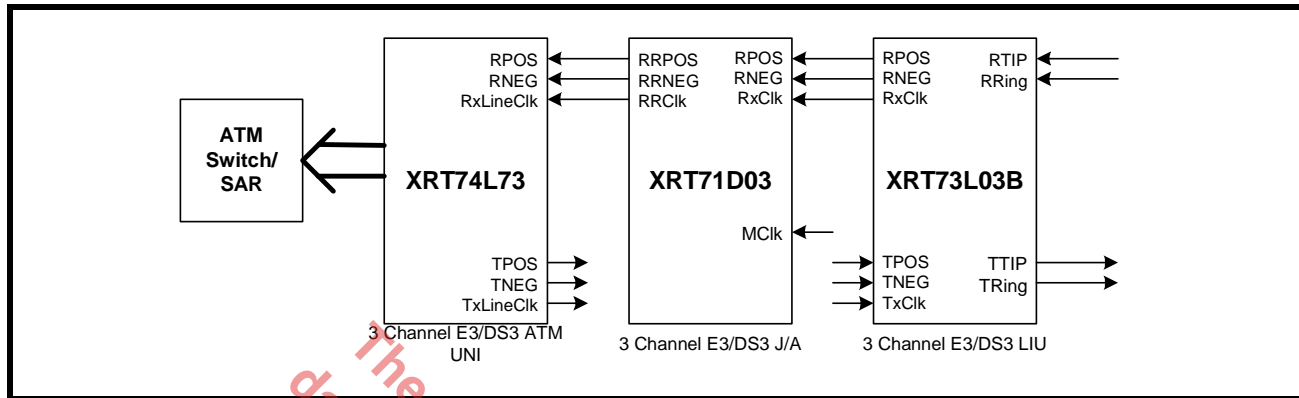 ATM
Switch/
SAR
RPOS
RNEG
RxLineClk
XRT74L73
TPOS
TNEG
TxLineClk
3 Channel E3/DS3 ATM
UNI
RRPOS
RRNEG
RRClk
RPOS
RNEG
RxClk
XRT71D03
MClk
3 Channel E3/DS3 J/A
RPOS
RNEG
RxClk
RTIP
RRing
XRT73L03B
TPOS
TNEG
TxClk
TTIP
TRing
3 Channel E3/DS3 LIU
The